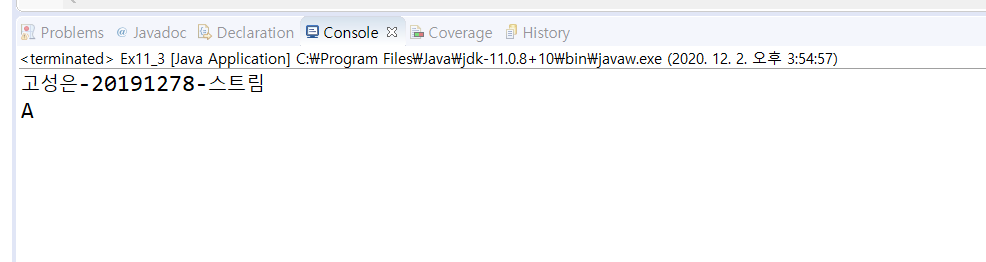 Problems Javadoc Declaration Console Coverage History
<terminated> Ex11_3 [Java Application] C:₩Program Files₩Java₩jdk-11.0.8+10₩bin₩javaw.exe (2020. 12. 2. 오후 3:54:57)
고성은-20191278-스트림
A